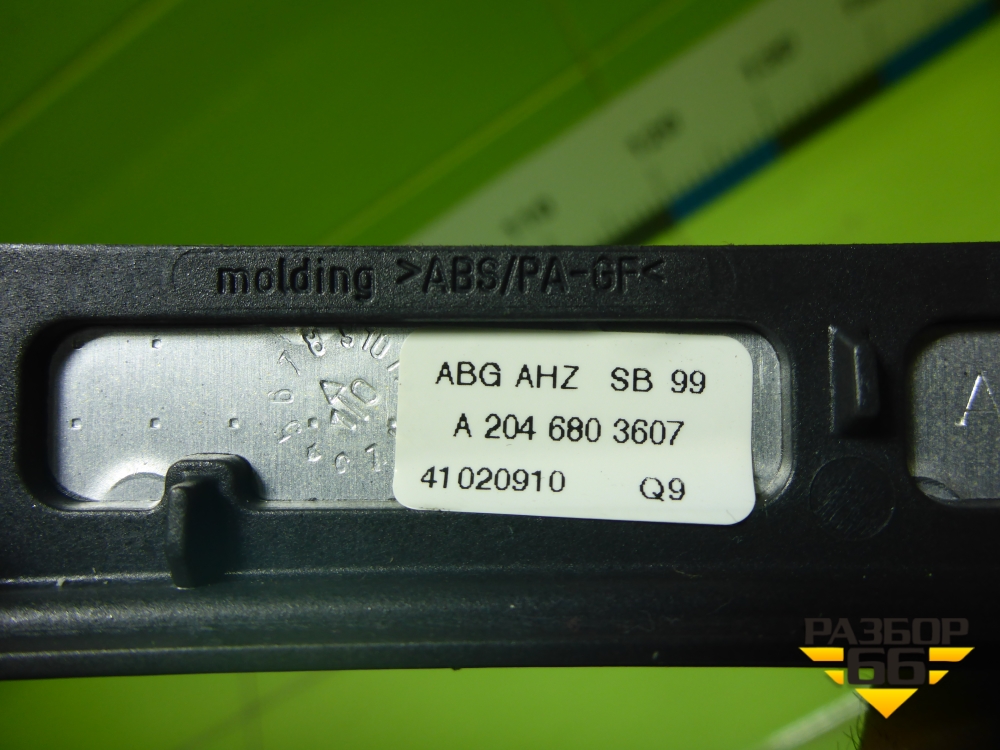 molding >ABS/PA-GF<
ABG AHZ SB 99
A 204 680 3607
41020910 Q9
РАЗБОР
66